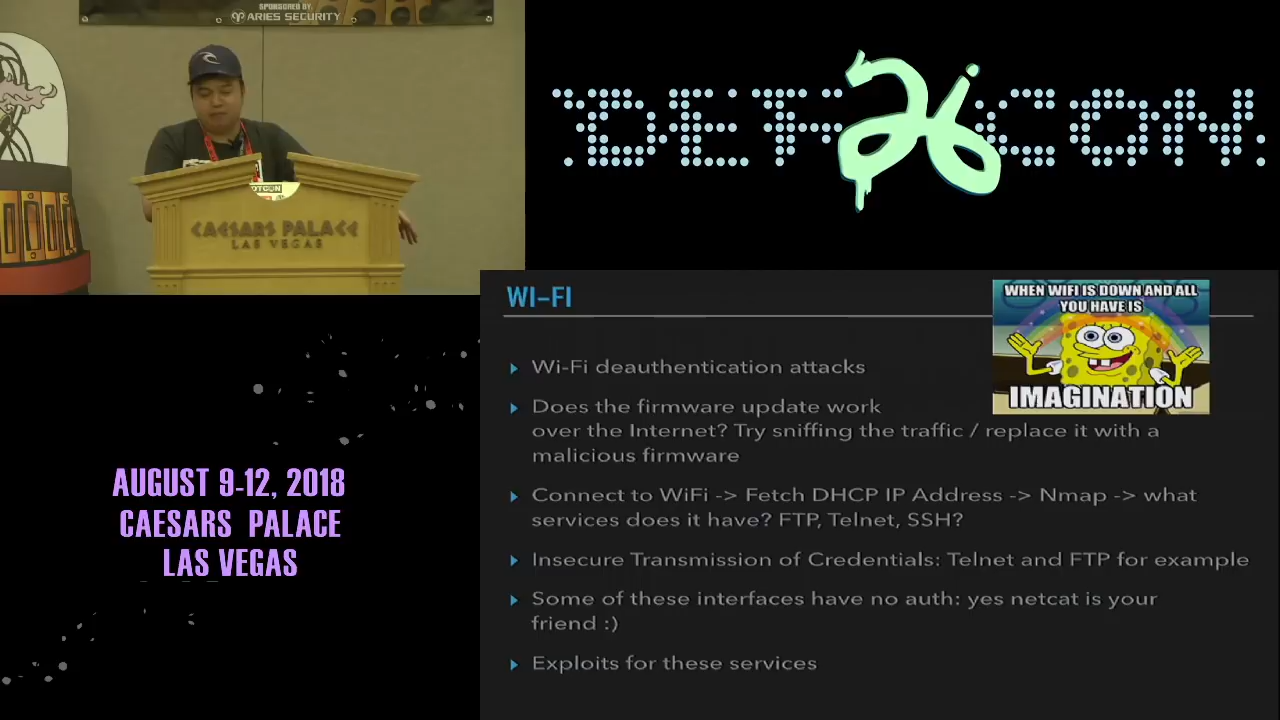 SPONSORED BY
ARIES SECURITY
CAESARS PALACE
LAS VEGAS
DEF 26 CON
WI-FI
WHEN WIFI IS DOWN AND ALL
YOU HAVE IS
IMAGINATION
Wi-Fi deauthentication attacks
Does the firmware update work
over the Internet? Try sniffing the traffic / replace it with a
malicious firmware
Connect to WiFi -> Fetch DHCP IP Address -> Nmap -> what
services does it have? FTP, Telnet, SSH?
Insecure Transmission of Credentials: Telnet and FTP for example
Some of these interfaces have no auth: yes netcat is your
friend :)
Exploits for these services
AUGUST 9-12, 2018
CAESARS PALACE
LAS VEGAS